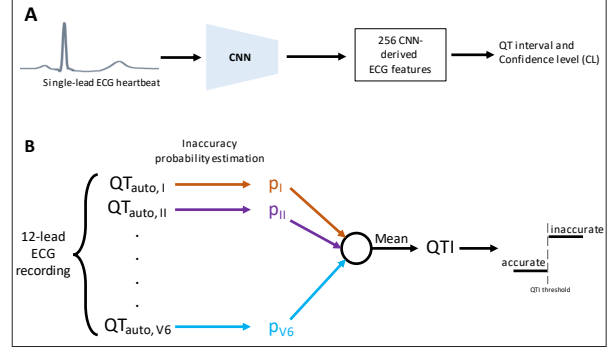 A
CNN
256 CNN-
derived
ECG features
QT interval and
Confidence level (CL)
Single-lead ECG heartbeat
B
Inaccuracy
probability estimation
12-lead
ECG
recording
QTauto, I
pI
QTauto, II
pII
.
.
.
.
QTauto, V6
pV6
Mean
QTI
inaccurate
accurate
QTI threshold